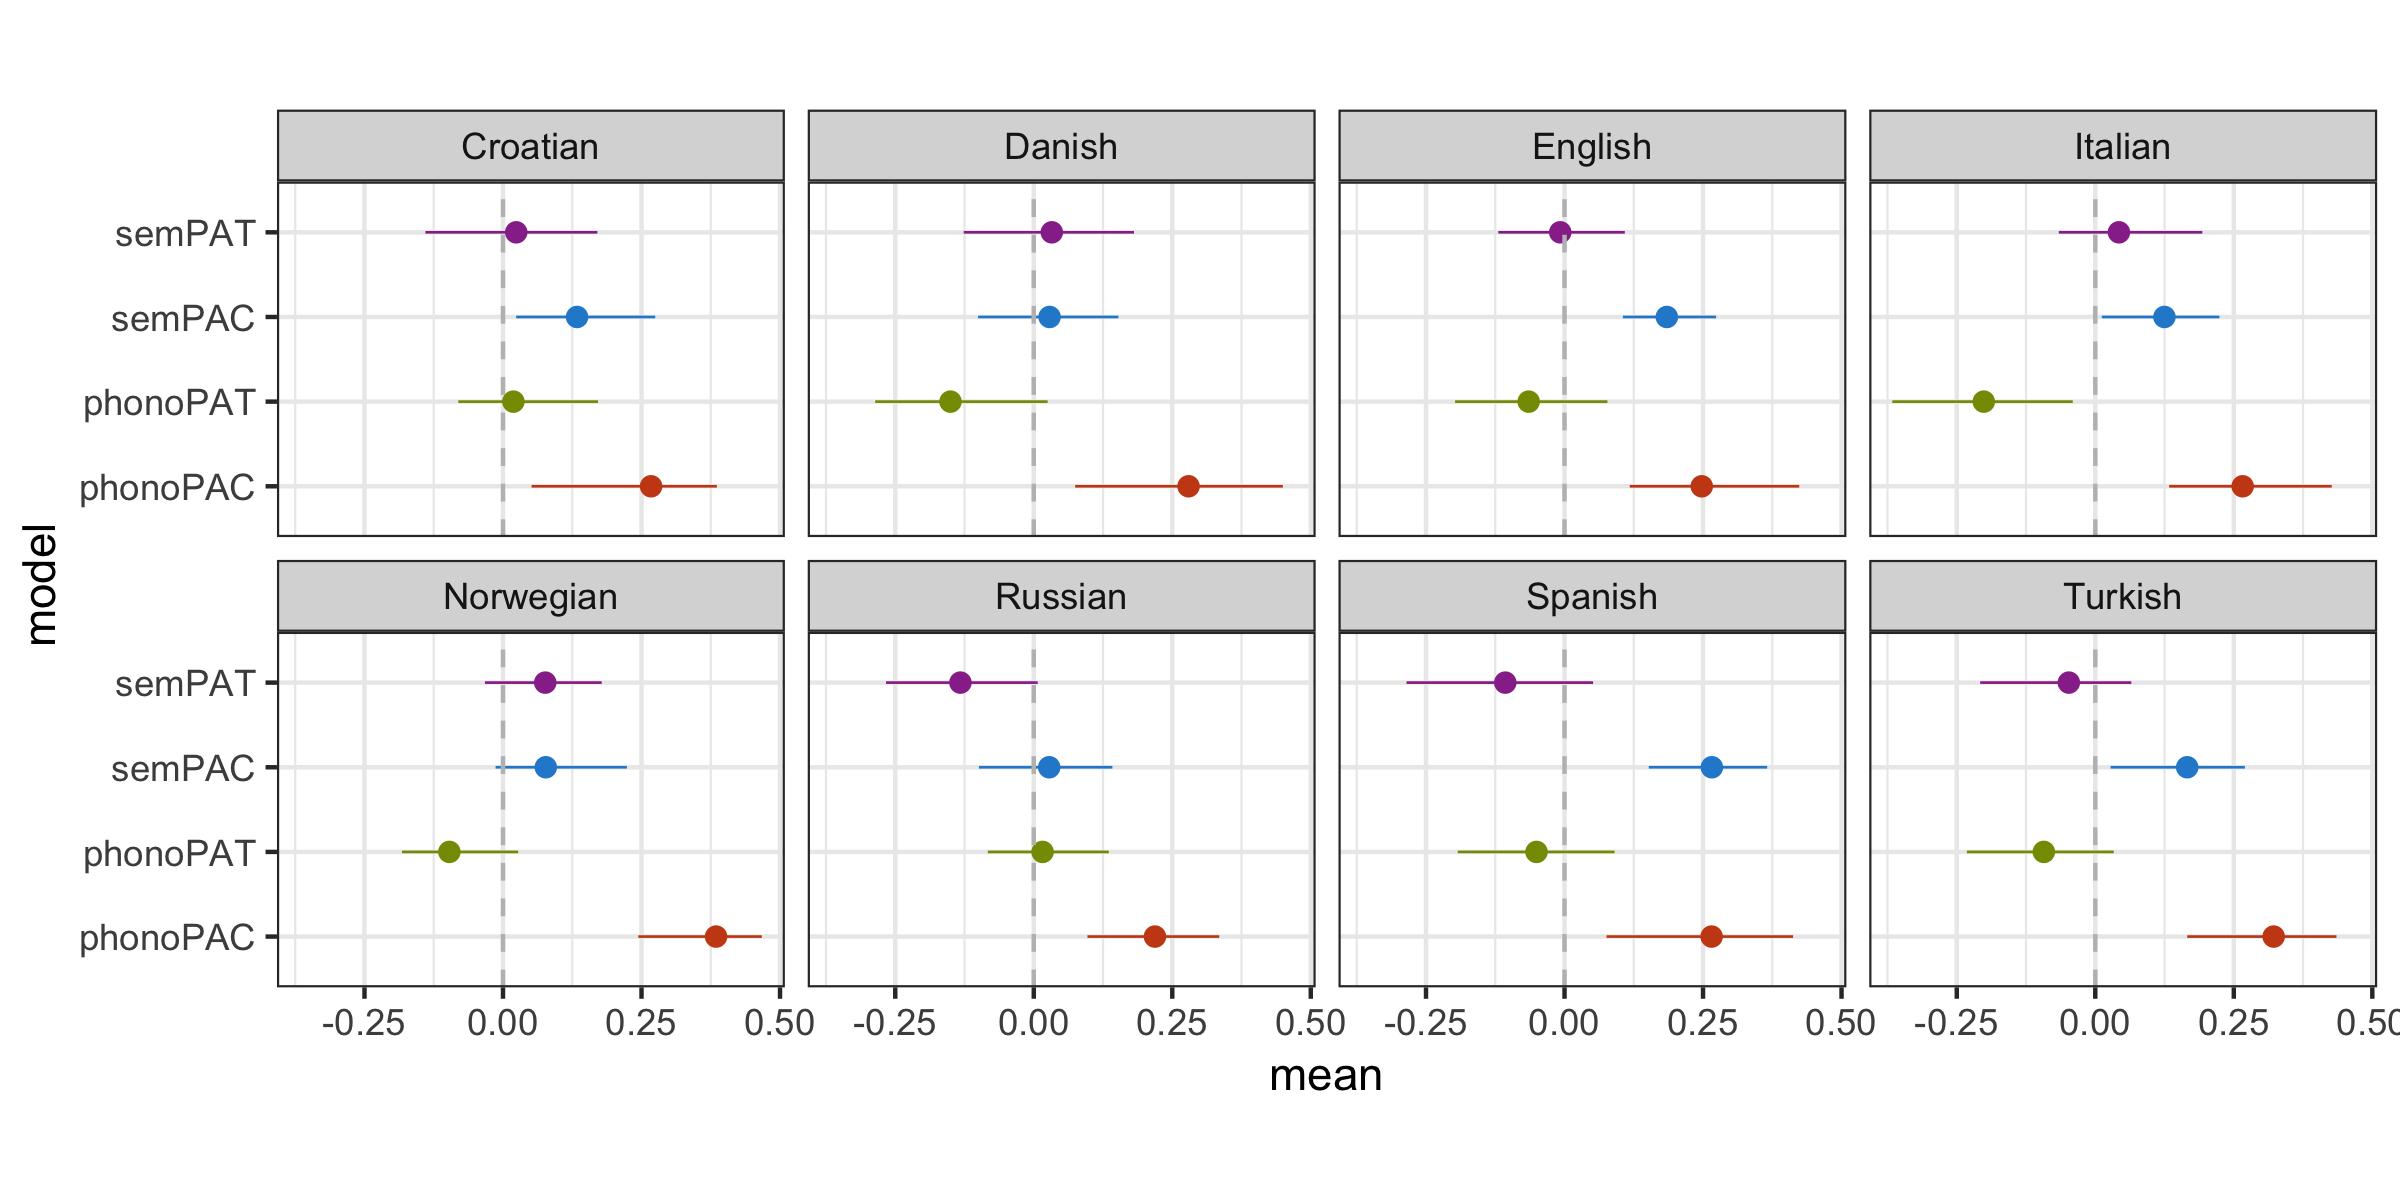 Croatian Danish English Italian
semPAT
semPAC
phonoPAT
phonoPAC
model
Norwegian Russian Spanish Turkish
semPAT
semPAC
phonoPAT
phonoPAC
-0.25 0.00 0.25 0.50 -0.25 0.00 0.25 0.50 -0.25 0.00 0.25 0.50 -0.25 0.00 0.25 0.50
mean